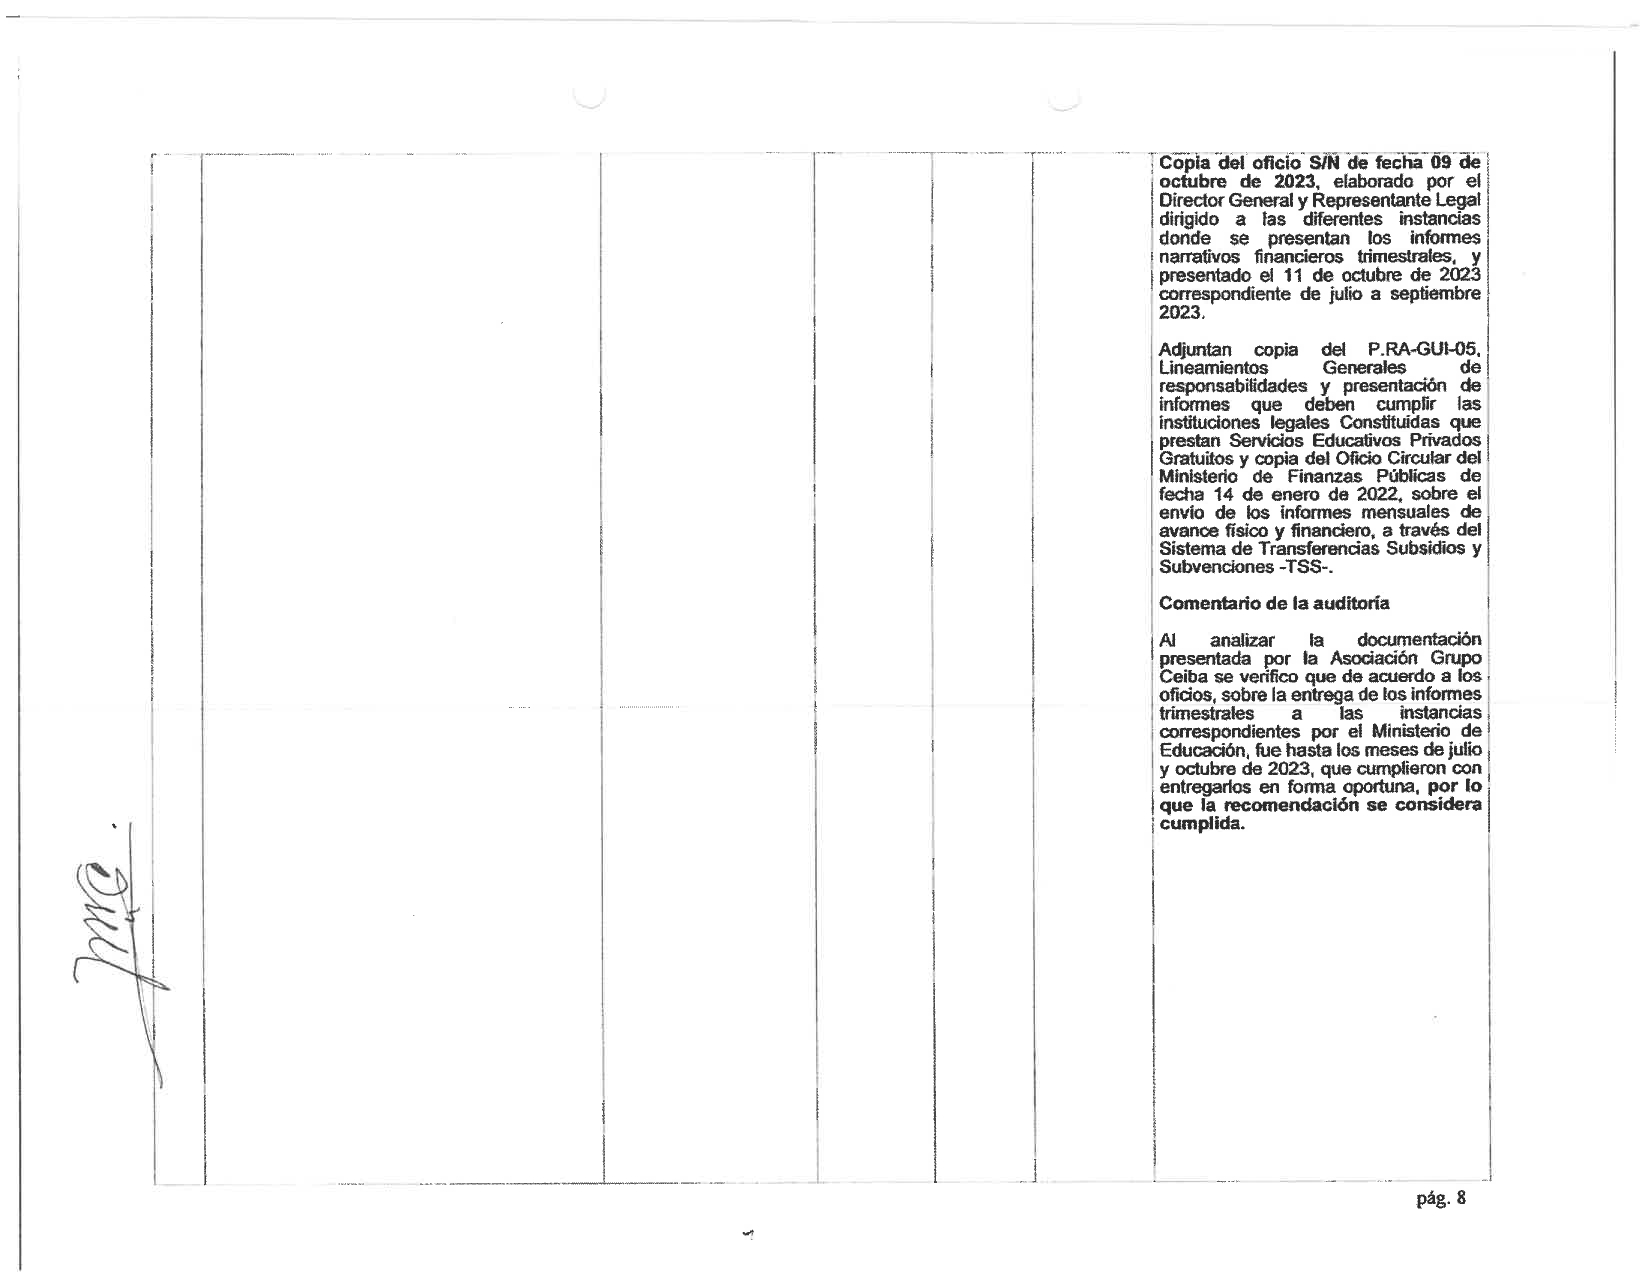 Copia del oficio S/N de fecha 09 de
octubre de 2023, elaborado por el
Director General y Representante Legal
dirigido a las diferentes instancias
donde se presentan los informes
narrativos financieros trimestrales, y
presentado el 11 de octubre de 2023
correspondiente de julio a septiembre
2023.
Adjuntan copia del P.RA-GUI-05,
Lineamientos Generales de
responsabilidades y presentación de
informes que deben cumplir las
instituciones legales Constituidas que
prestan Servicios Educativos Privados
Gratuitos y copia del Oficio Circular del
Ministerio de Finanzas Públicas de
fecha 14 de enero de 2022, sobre el
envío de los informes mensuales de
avance físico y financiero, a través del
Sistema de Transferencias Subsidios y
Subvenciones -TSS-.
Comentario de la auditoría
Al analizar la documentación
presentada por la Asociación Grupo
Ceiba se verifico que de acuerdo a los
oficios, sobre la entrega de los informes
trimestrales a las instancias
correspondientes por el Ministerio de
Educación, fue hasta los meses de julio
y octubre de 2023, que cumplieron con
entregarlos en forma oportuna, por lo
que la recomendación se considera
cumplida.
pág. 8